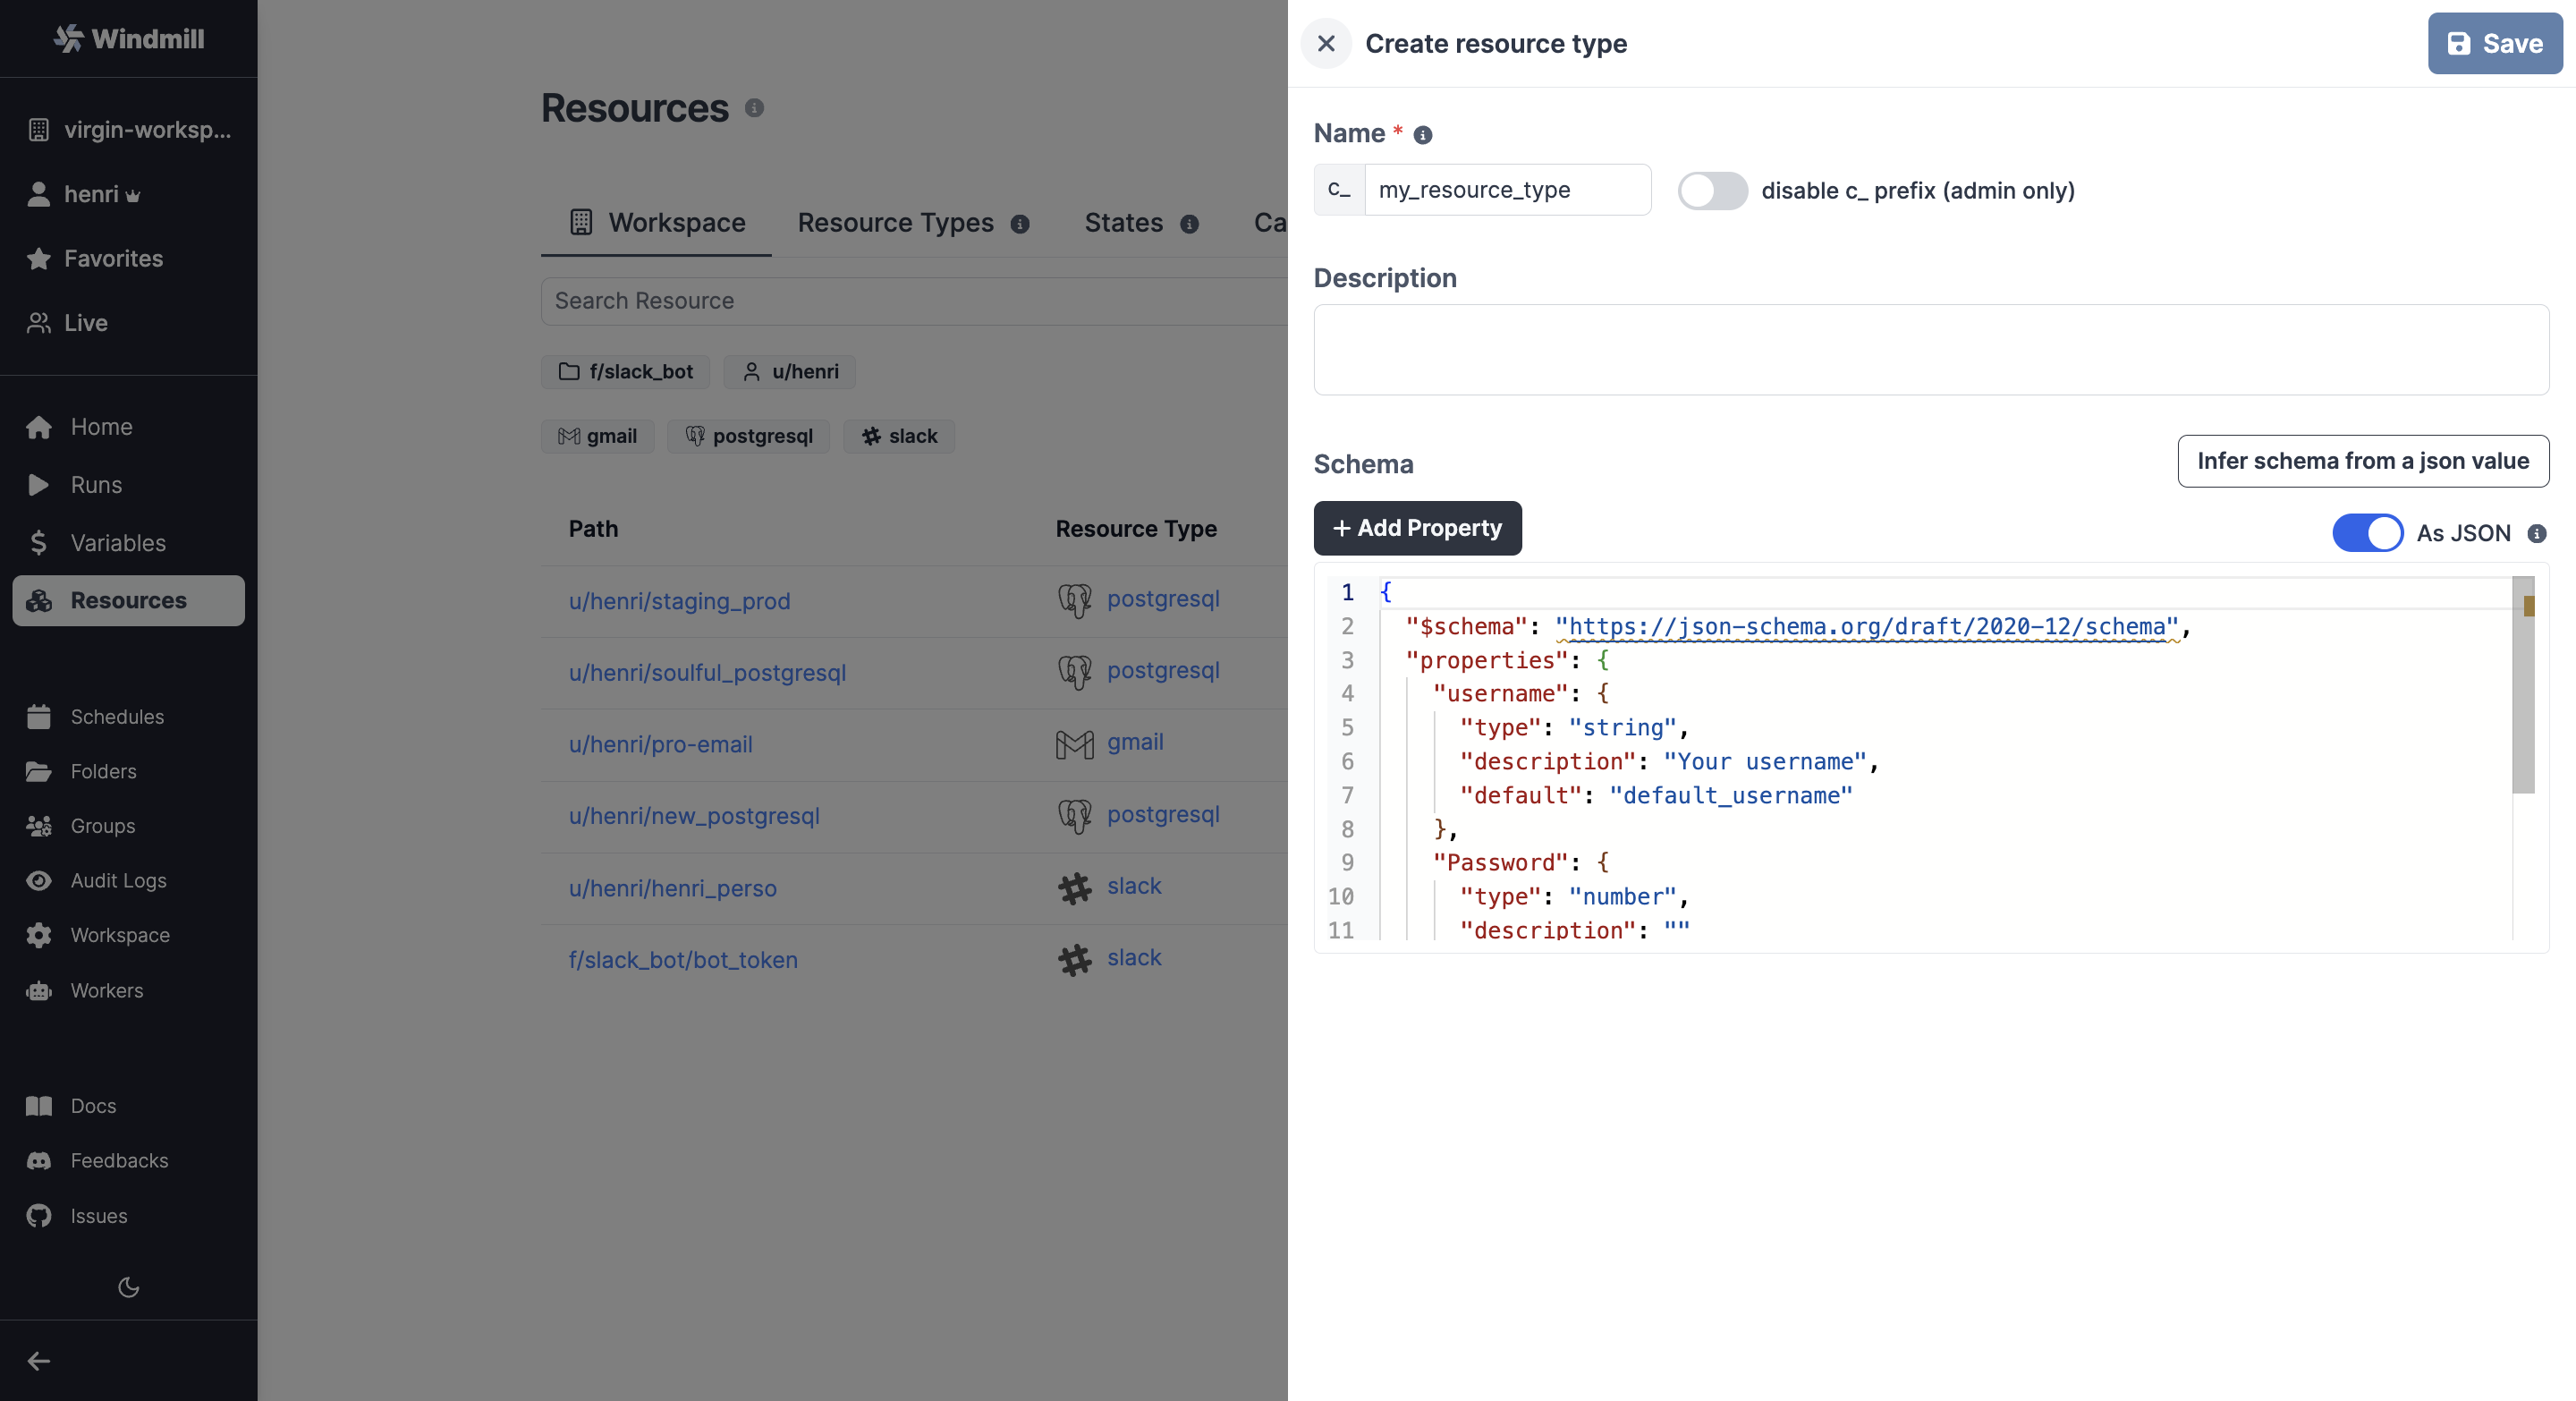 Windmill
virgin-worksp...
henri
Favorites
Live
Home
Runs
Variables
Resources
Schedules
Folders
Groups
Audit Logs
Workspace
Workers
Docs
Feedbacks
Issues
Resources
Workspace Resource Types States Ca
Search Resource
f/slack_bot u/henri
gmail postgresql slack
Path Resource Type
u/henri/staging_prod postgresql
u/henri/soulful_postgresql postgresql
u/henri/pro-email gmail
u/henri/new_postgresql postgresql
u/henri/henri_perso slack
f/slack_bot/bot_token slack
Create resource type
Save
Name *
c_ my_resource_type disable c_ prefix (admin only)
Description
Schema
Infer schema from a json value
+ Add Property
As JSON
1 {
2 "$schema": "https://json-schema.org/draft/2020-12/schema",
3 "properties": {
4 "username": {
5 "type": "string",
6 "description": "Your username",
7 "default": "default_username"
8 },
9 "Password": {
10 "type": "number",
11 "description": ""